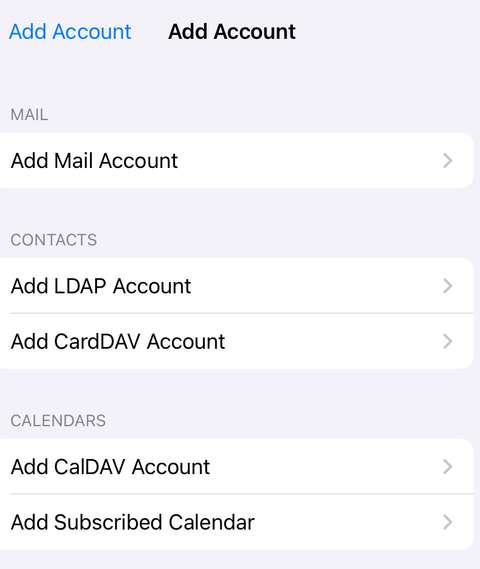 Add Account Add Account
MAIL
Add Mail Account
CONTACTS
Add LDAP Account
Add CardDAV Account
CALENDARS
Add CalDAV Account
Add Subscribed Calendar